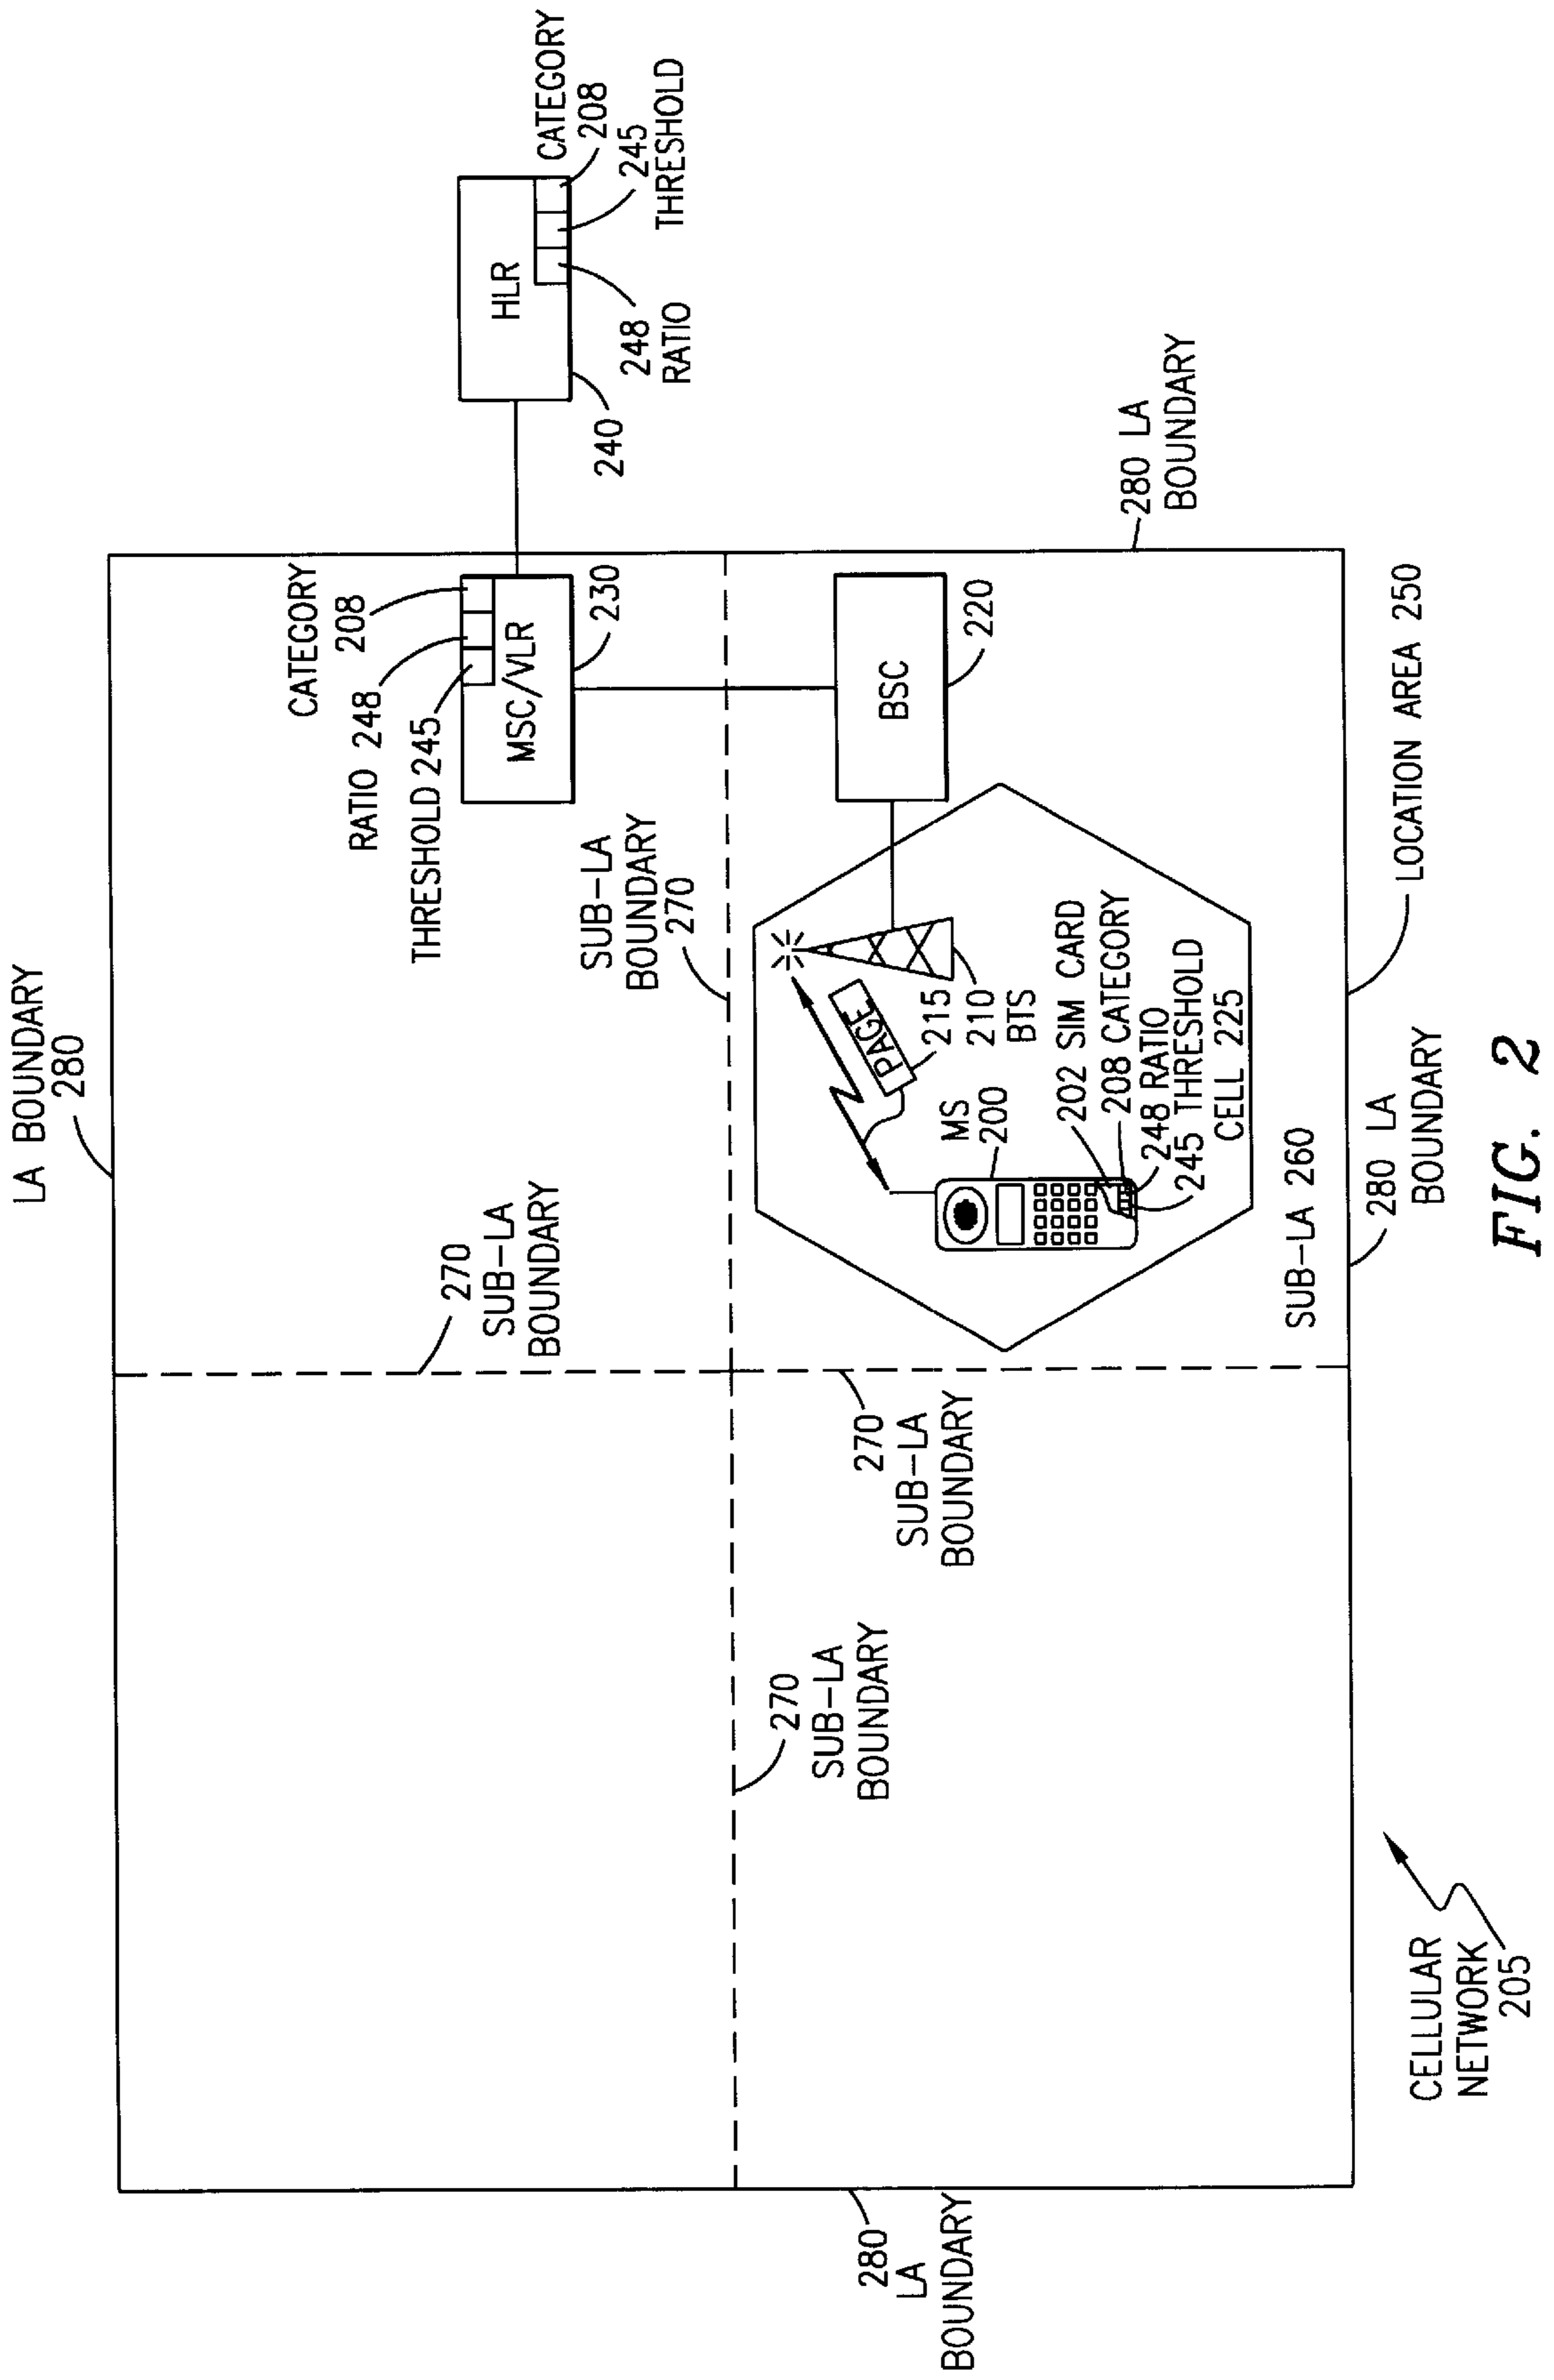 LA BOUNDARY
280
270
SUB-LA
BOUNDARY
CATEGORY
208
RATIO 248
THRESHOLD 245
MSC/VLR
230
SUB-LA
BOUNDARY
270
HLR
240
CATEGORY
208
245
THRESHOLD
248
RATIO
270
SUB-LA
BOUNDARY
270
SUB-LA
BOUNDARY
BSC
220
PAGE
215
210
BTS
MS
200
202 SIM CARD
208 CATEGORY
248 RATIO
245 THRESHOLD
CELL 225
SUB-LA 260
280 LA
BOUNDARY
280
LA
BOUNDARY
280 LA
BOUNDARY
LOCATION AREA 250
CELLULAR
NETWORK
205
FIG. 2